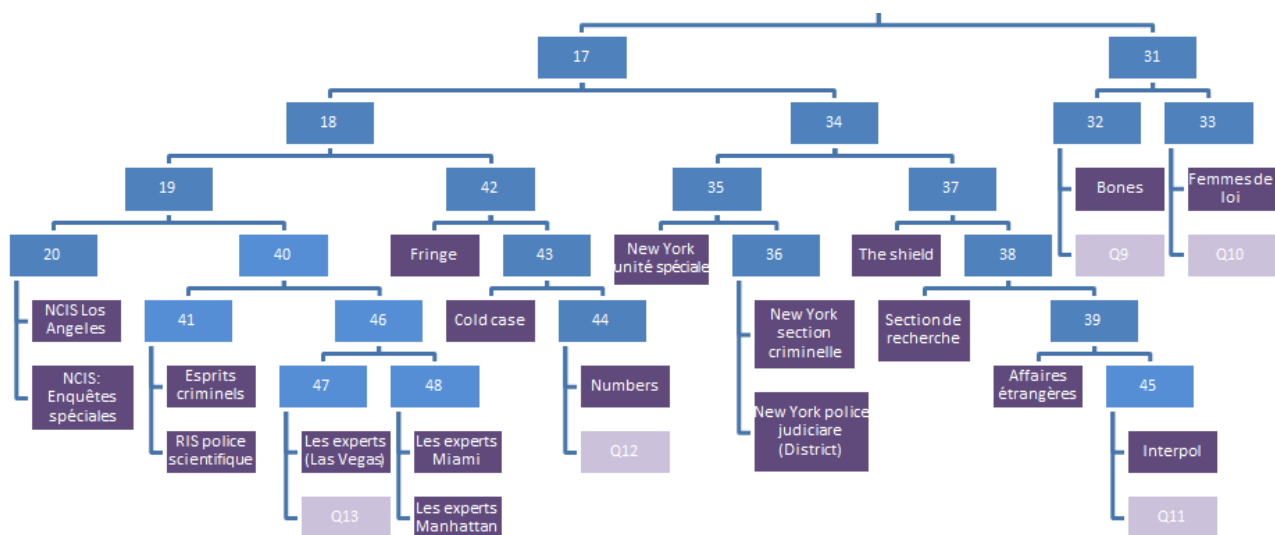 17
31
18
34
32
33
19
42
35
37
Bones
Femmes de
loi
20
40
Fringe
43
New York
unité spéciale
36
The shield
38
Q9
Q10
NCIS Los
Angeles
41
46
Cold case
44
New York
section
criminelle
Section de
recherche
39
NCIS:
Enquêtes
spéciales
Esprits
criminels
47
48
Numbers
Affaires
étrangères
45
RIS police
scientifique
Les experts
(Las Vegas)
Les experts
Miami
Q12
New York police
judiciare
(District)
Interpol
Q13
Les experts
Manhattan
Q11